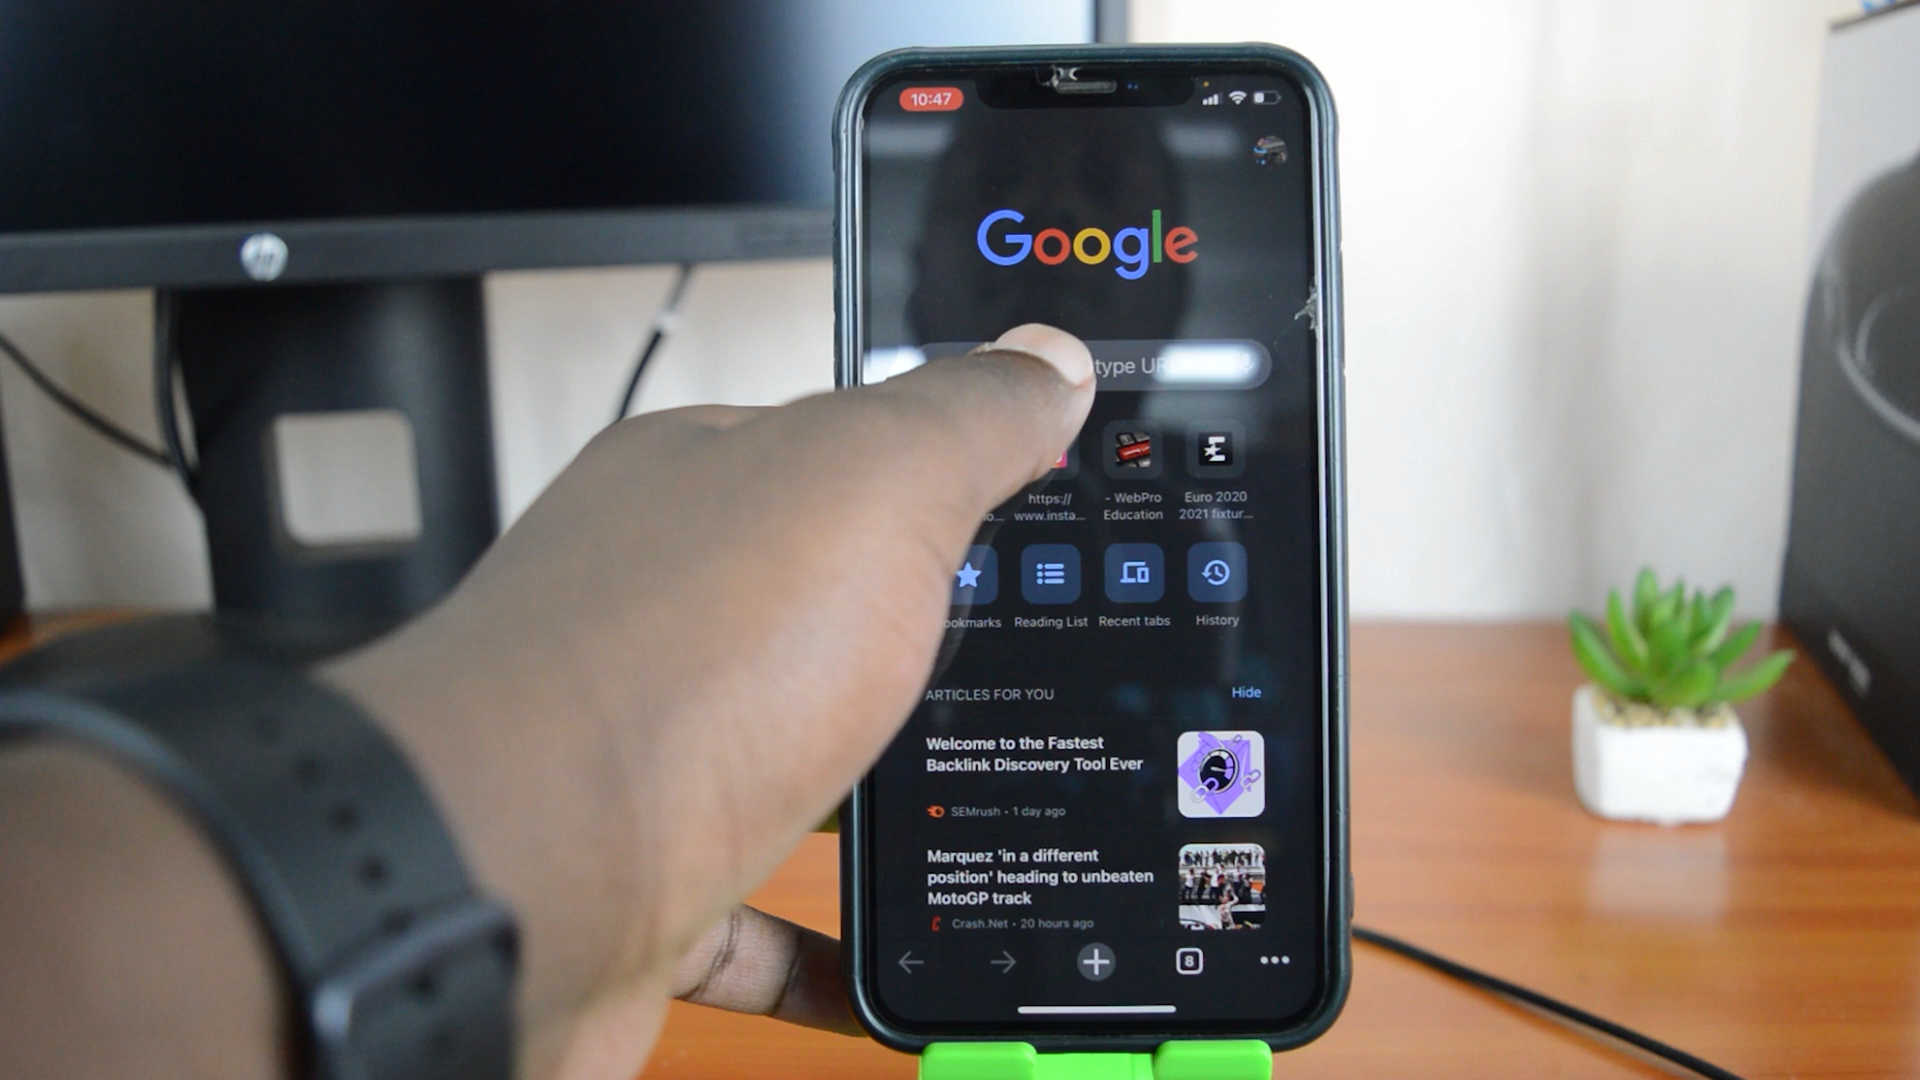 10:47
hp
Google
type UR
https://
www.insta...
- WebPro
Education
Euro 2020
2021 fixtur...
ookmarks
Reading List
Recent tabs
History
ARTICLES FOR YOU
Hide
Welcome to the Fastest
Backlink Discovery Tool Ever
SEMrush • 1 day ago
Marquez 'in a different
position' heading to unbeaten
MotoGP track
Crash.Net • 20 hours ago
8